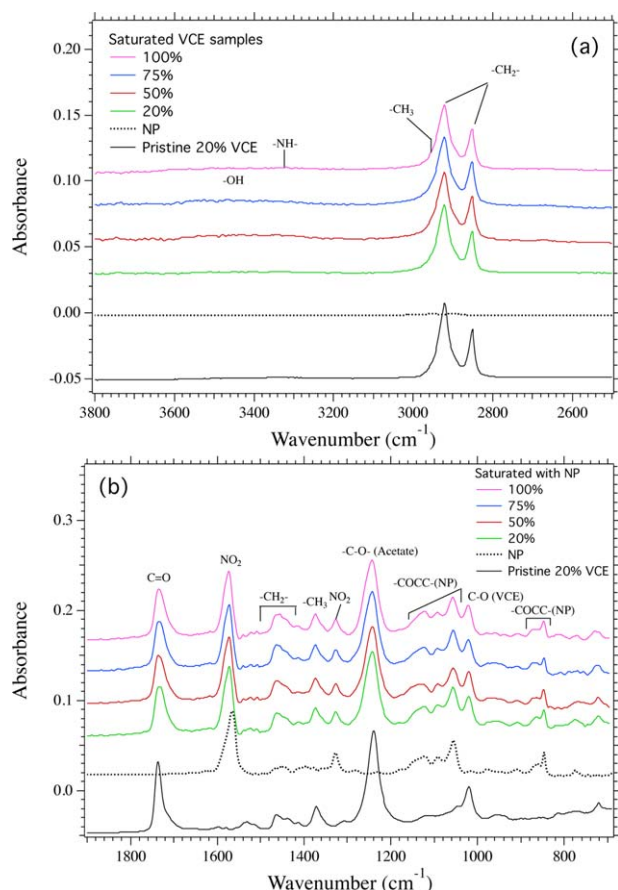 (a)
Saturated VCE samples
100%
75%
50%
20%
NP
Pristine 20% VCE
-CH2-
-CH3
-NH-
-OH
0.20
0.15
0.10
0.05
0.00
-0.05
Absorbance
3800 3600 3400 3200 3000 2800 2600
Wavenumber (cm-1)
(b)
Saturated with NP
100%
75%
50%
20%
NP
Pristine 20% VCE
C=O
NO2
-CH2-
-CH3
NO2
-C-O- (Acetate)
-COCC-(NP)
C-O (VCE)
-COCC-(NP)
0.3
0.2
0.1
0.0
Absorbance
1800 1600 1400 1200 1000 800
Wavenumber (cm-1)